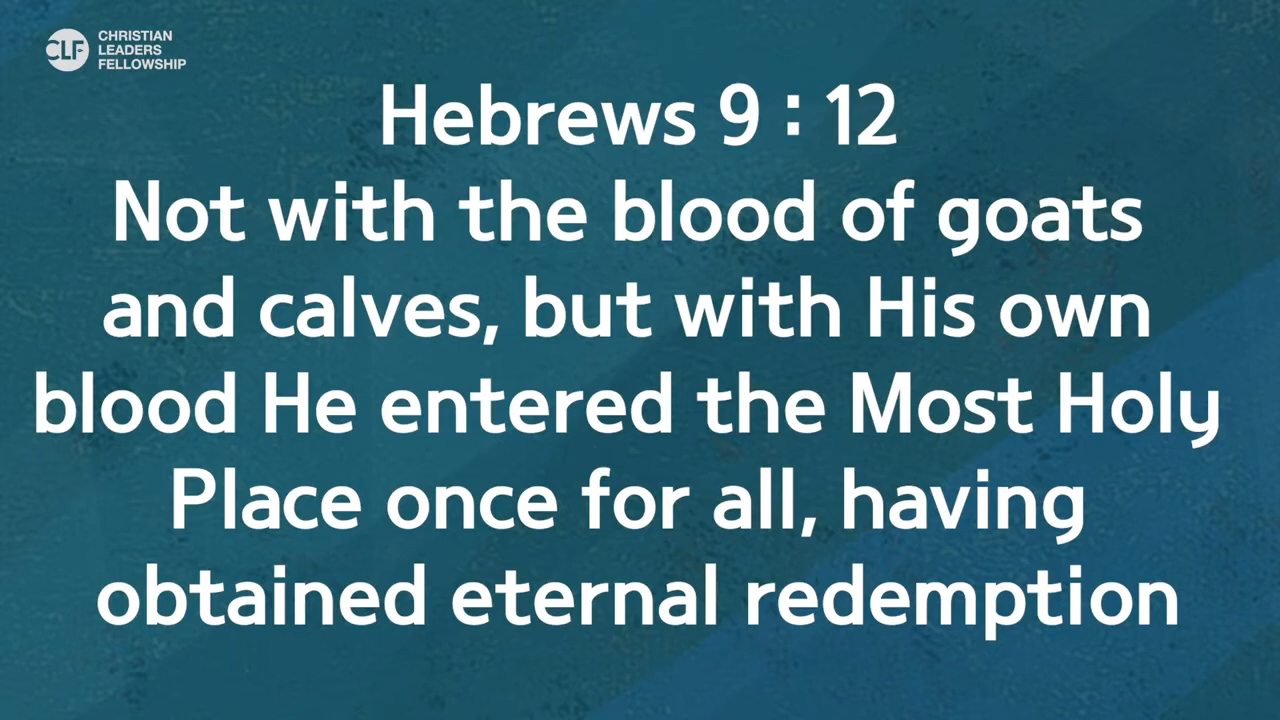 CLF
CHRISTIAN
LEADERS
FELLOWSHIP
Hebrews 9 : 12
Not with the blood of goats
and calves, but with His own
blood He entered the Most Holy
Place once for all, having
obtained eternal redemption